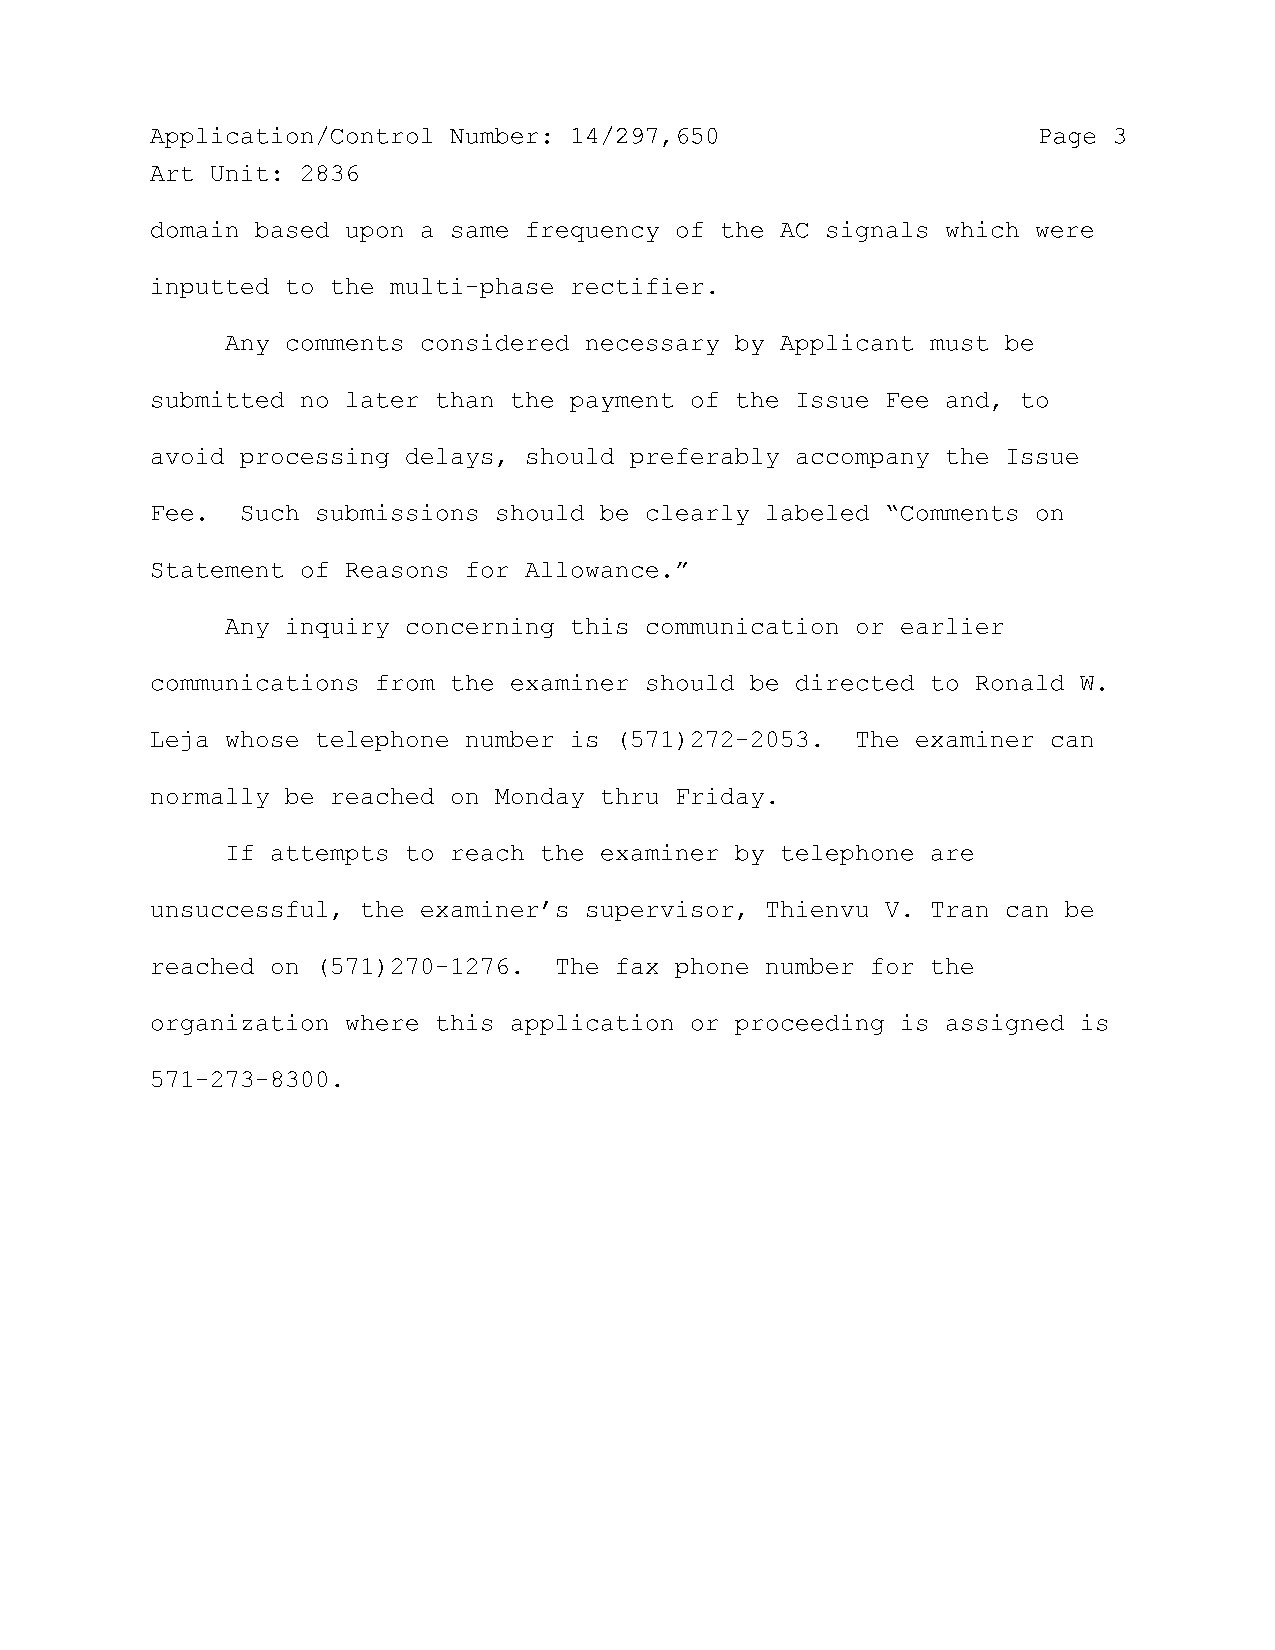 Application/Control Number: 14/297,650 Page 3
Art Unit: 2836
domain based upon a same frequency of the AC signals which were
inputted to the multi-phase rectifier.
Any comments considered necessary by Applicant must be
submitted no later than the payment of the Issue Fee and, to
avoid processing delays, should preferably accompany the Issue
Fee.  Such submissions should be clearly labeled “Comments on
Statement of Reasons for Allowance.”
Any inquiry concerning this communication or earlier
communications from the examiner should be directed to Ronald W.
Leja whose telephone number is (571)272-2053.  The examiner can
normally be reached on Monday thru Friday.
If attempts to reach the examiner by telephone are
unsuccessful, the examiner’s supervisor, Thienvu V. Tran can be
reached on (571)270-1276.  The fax phone number for the
organization where this application or proceeding is assigned is
571-273-8300.